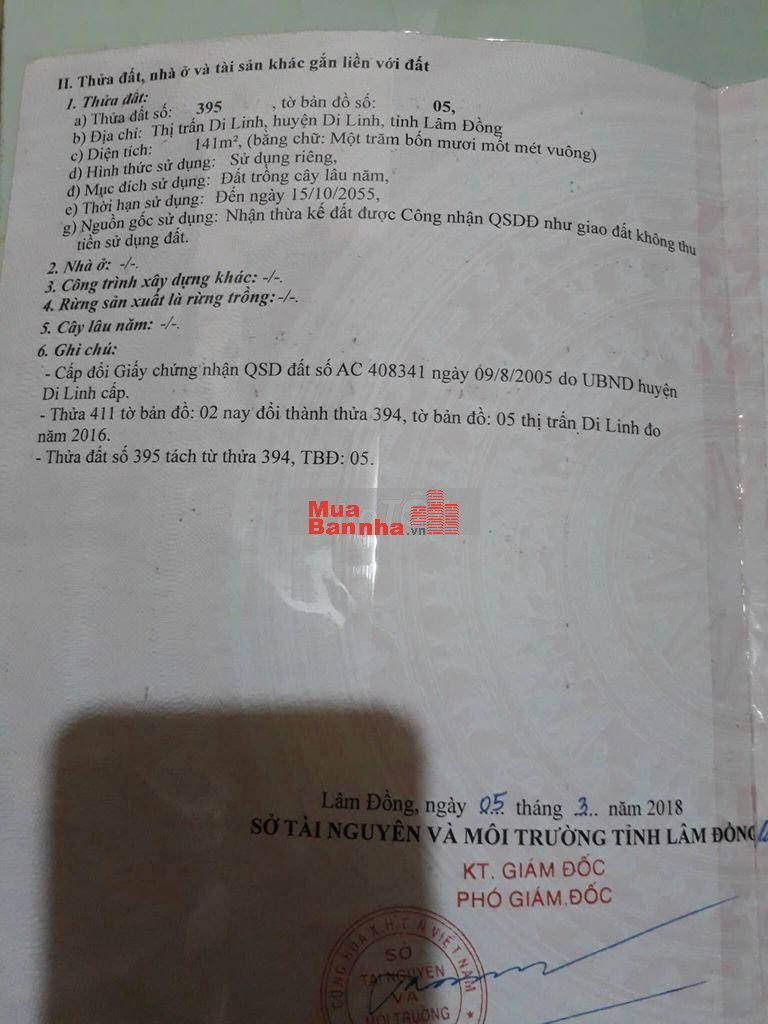 II. Thửa đất, nhà ở và tài sản khác gắn liền với đất
1. Thửa đất:
a) Thửa đất số: 395 , tờ bản đồ số: 05,
b) Địa chỉ: Thị trấn Di Linh, huyện Di Linh, tỉnh Lâm Đồng
c) Diện tích: 141m², (bằng chữ: Một trăm bốn mươi mốt mét vuông)
d) Hình thức sử dụng: Sử dụng riêng,
đ) Mục đích sử dụng: Đất trồng cây lâu năm,
e) Thời hạn sử dụng: Đến ngày 15/10/2055,
g) Nguồn gốc sử dụng: Nhận thừa kế đất được Công nhận QSDĐ như giao đất không thu
tiền sử dụng đất.
2. Nhà ở: -/-.
3. Công trình xây dựng khác: -/-.
4. Rừng sản xuất là rừng trồng: -/-.
5. Cây lâu năm: -/-.
6. Ghi chú:
- Cấp đổi Giấy chứng nhận QSD đất số AC 408341 ngày 09/8/2005 do UBND huyện
Di Linh cấp.
- Thửa 411 tờ bản đồ: 02 nay đổi thành thửa 394, tờ bản đồ: 05 thị trấn Di Linh đo
năm 2016.
- Thửa đất số 395 tách từ thửa 394, TBĐ: 05.
Mua
Bannha.vn
Lâm Đồng, ngày 05 tháng 3 năm 2018
SỞ TÀI NGUYÊN VÀ MÔI TRƯỜNG TỈNH LÂM ĐỒNG
KT. GIÁM ĐỐC
PHÓ GIÁM ĐỐC
CỘNG HÒA X.H.C.N VIỆT NAM
SỞ
TÀI NGUYÊN
VÀ
MÔI TRƯỜNG